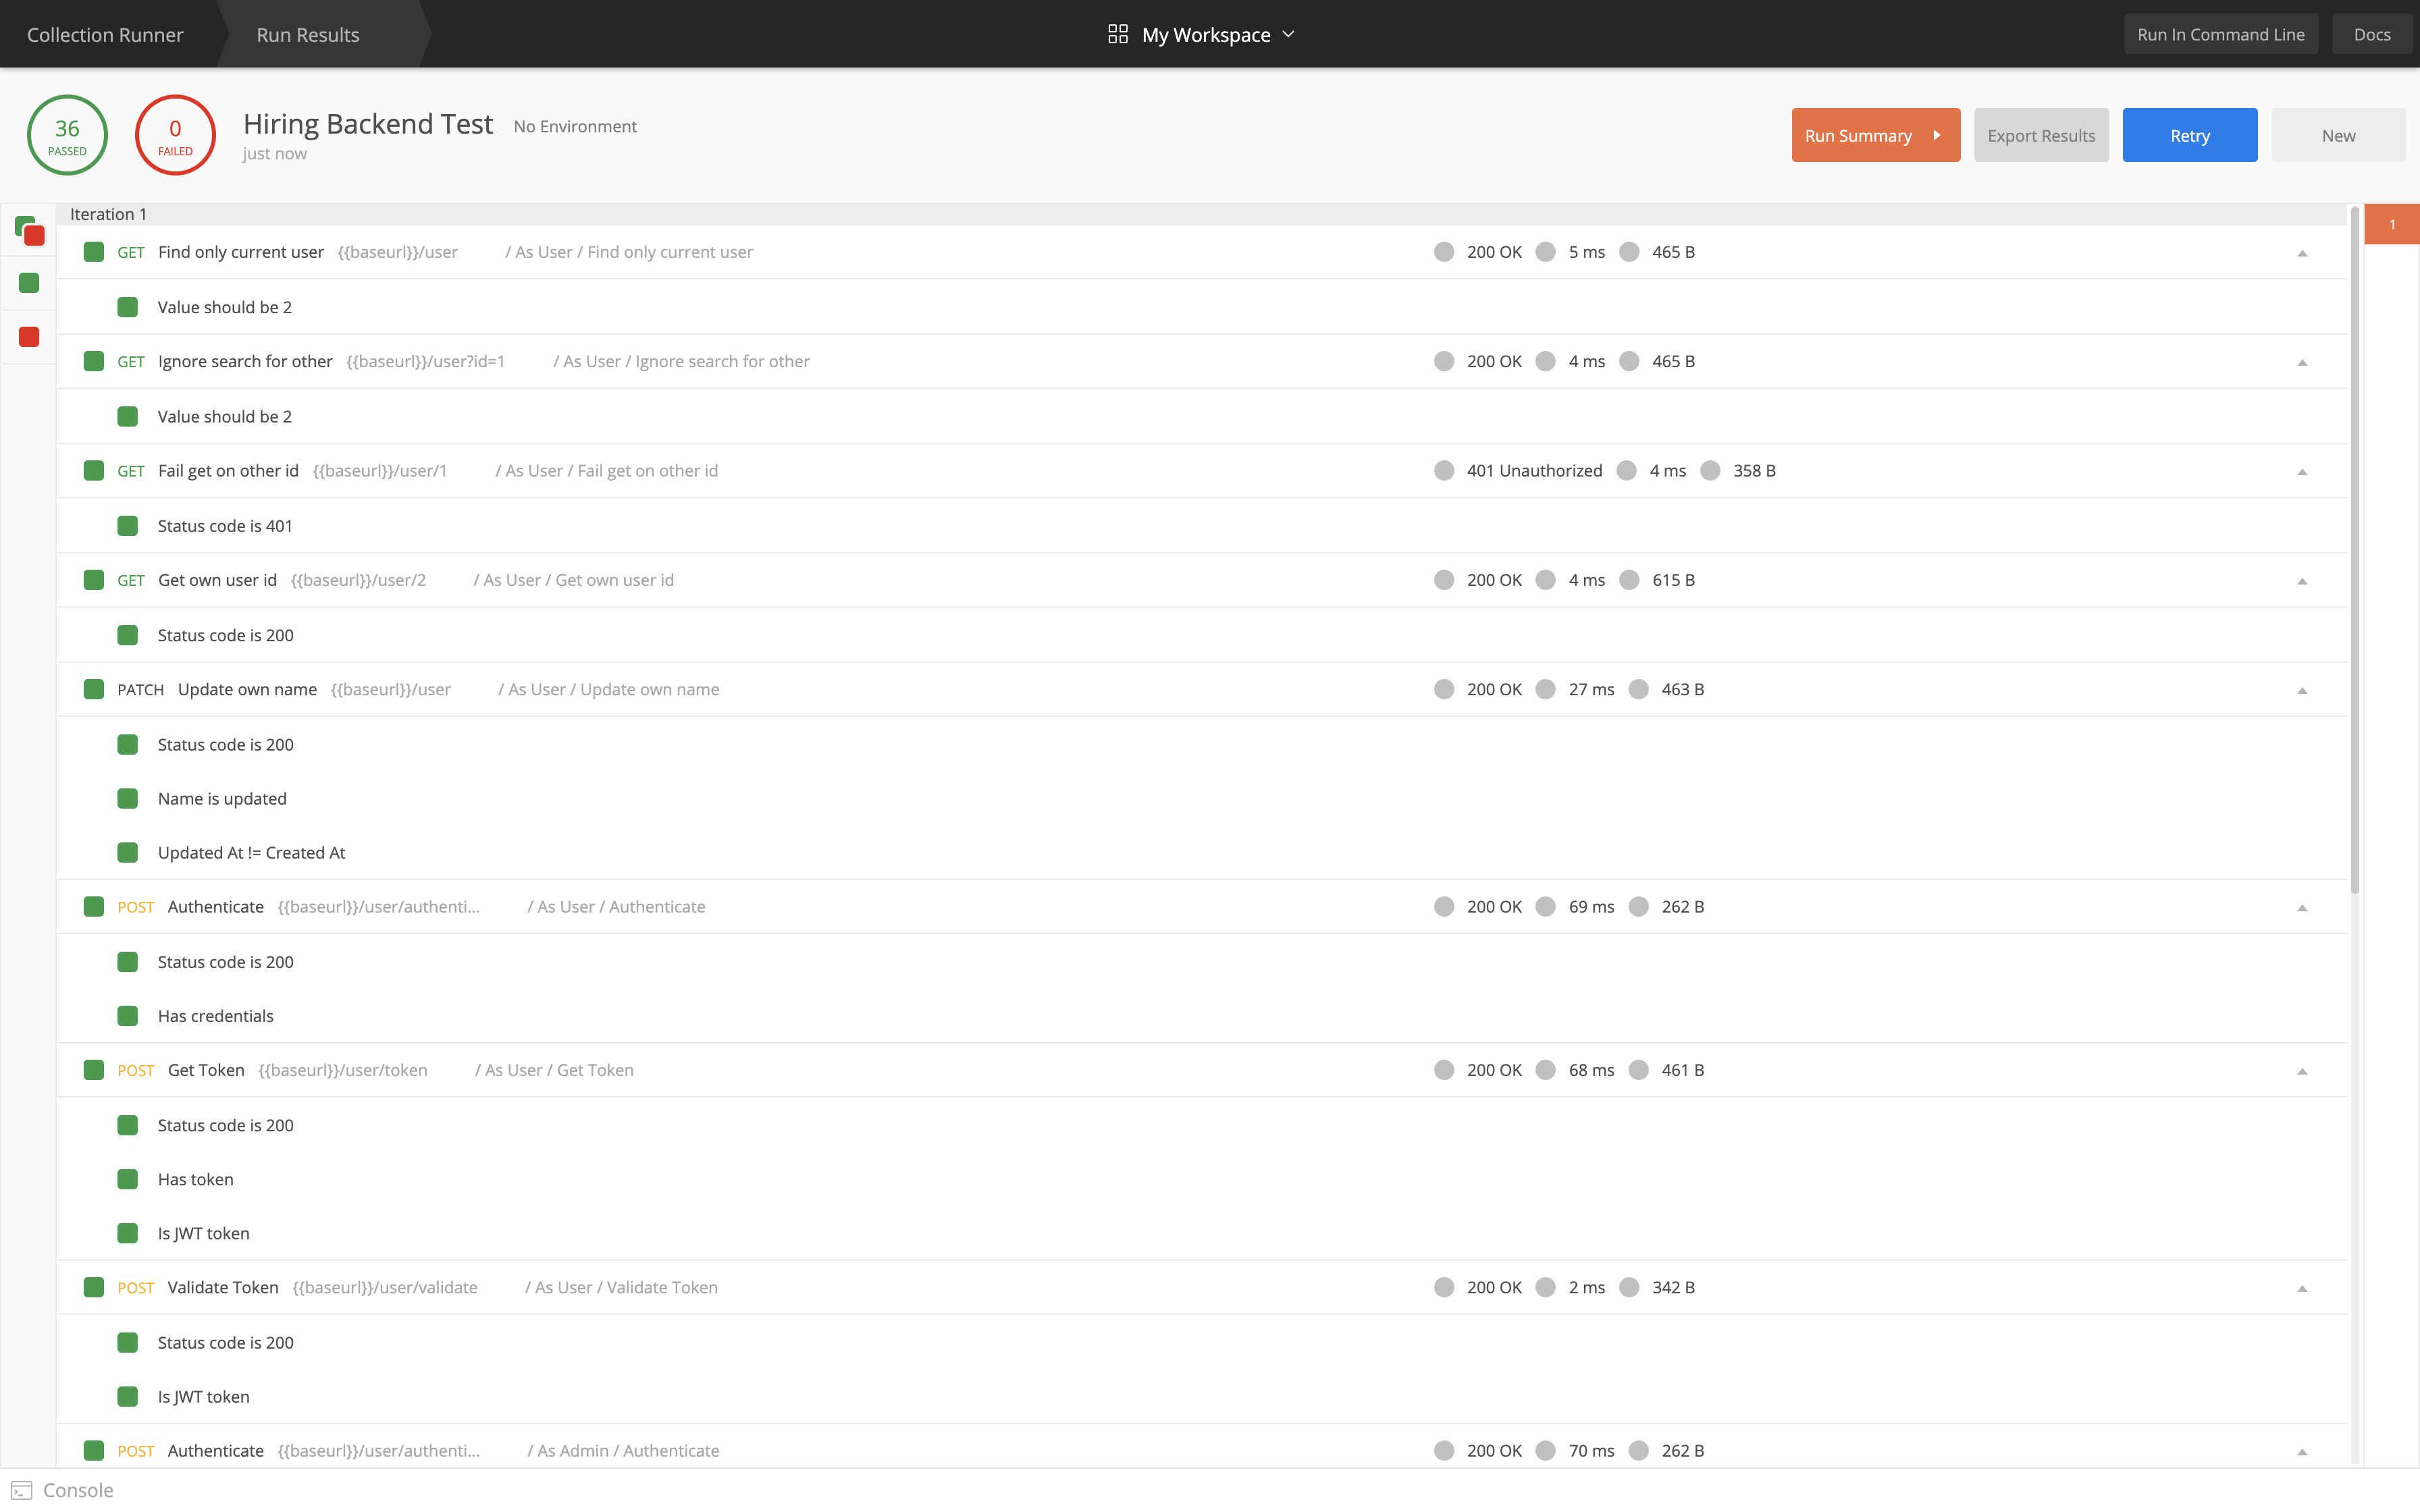 Collection Runner Run Results My Workspace Run In Command Line Docs
36 PASSED
0 FAILED
Hiring Backend Test No Environment
just now
Run Summary Export Results Retry New
Iteration 1
1
GET Find only current user {{baseurl}}/user / As User / Find only current user 200 OK 5 ms 465 B
Value should be 2
GET Ignore search for other {{baseurl}}/user?id=1 / As User / Ignore search for other 200 OK 4 ms 465 B
Value should be 2
GET Fail get on other id {{baseurl}}/user/1 / As User / Fail get on other id 401 Unauthorized 4 ms 358 B
Status code is 401
GET Get own user id {{baseurl}}/user/2 / As User / Get own user id 200 OK 4 ms 615 B
Status code is 200
PATCH Update own name {{baseurl}}/user / As User / Update own name 200 OK 27 ms 463 B
Status code is 200
Name is updated
Updated At != Created At
POST Authenticate {{baseurl}}/user/authenti... / As User / Authenticate 200 OK 69 ms 262 B
Status code is 200
Has credentials
POST Get Token {{baseurl}}/user/token / As User / Get Token 200 OK 68 ms 461 B
Status code is 200
Has token
Is JWT token
POST Validate Token {{baseurl}}/user/validate / As User / Validate Token 200 OK 2 ms 342 B
Status code is 200
Is JWT token
POST Authenticate {{baseurl}}/user/authenti... / As Admin / Authenticate 200 OK 70 ms 262 B
Console